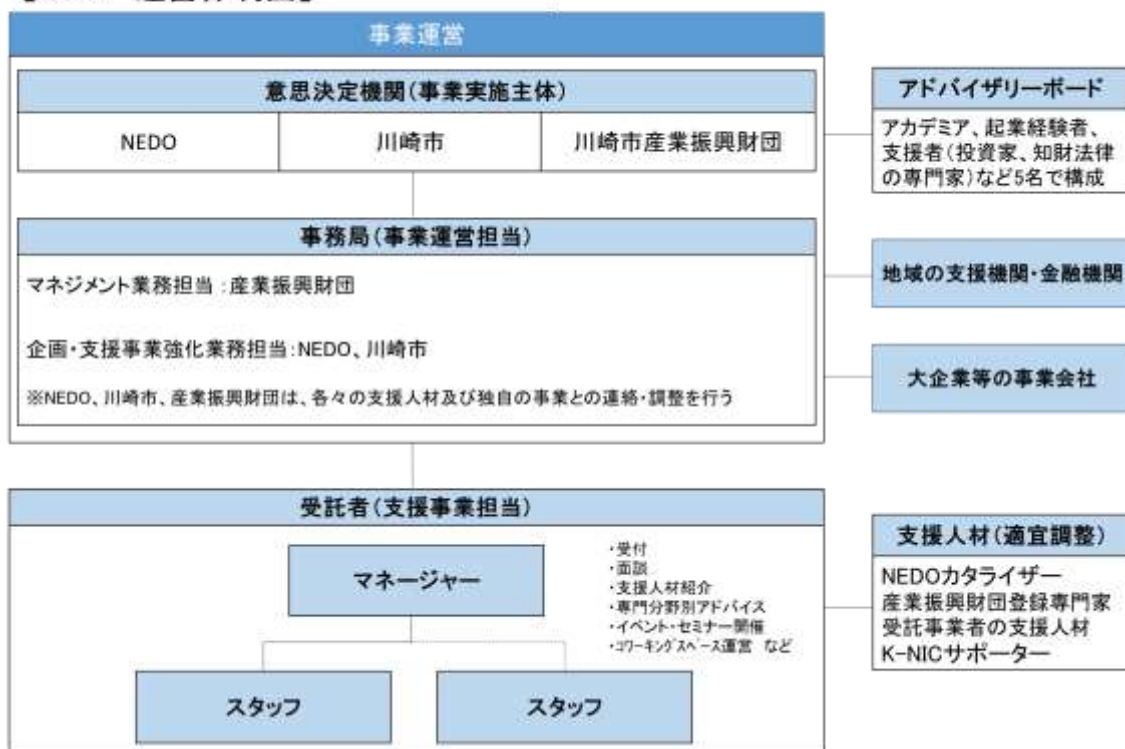 事業運営
意思決定機関(事業実施主体)
NEDO
川崎市
川崎市産業振興財団
事務局(事業運営担当)
マネジメント業務担当:産業振興財団
企画・支援事業強化業務担当:NEDO、川崎市
※NEDO、川崎市、産業振興財団は、各々の支援人材及び独自の事業との連絡・調整を行う
アドバイザリーボード
アカデミア、起業経験者、
支援者(投資家、知財法律
の専門家)など5名で構成
地域の支援機関・金融機関
大企業等の事業会社
受託者(支援事業担当)
マネージャー
・受付
・面談
・支援人材紹介
・専門分野別アドバイス
・イベント・セミナー開催
・コワーキングスペース運営 など
スタッフ
スタッフ
支援人材(適宜調整)
NEDOカタライザー
産業振興財団登録専門家
受託事業者の支援人材
K-NICサポーター